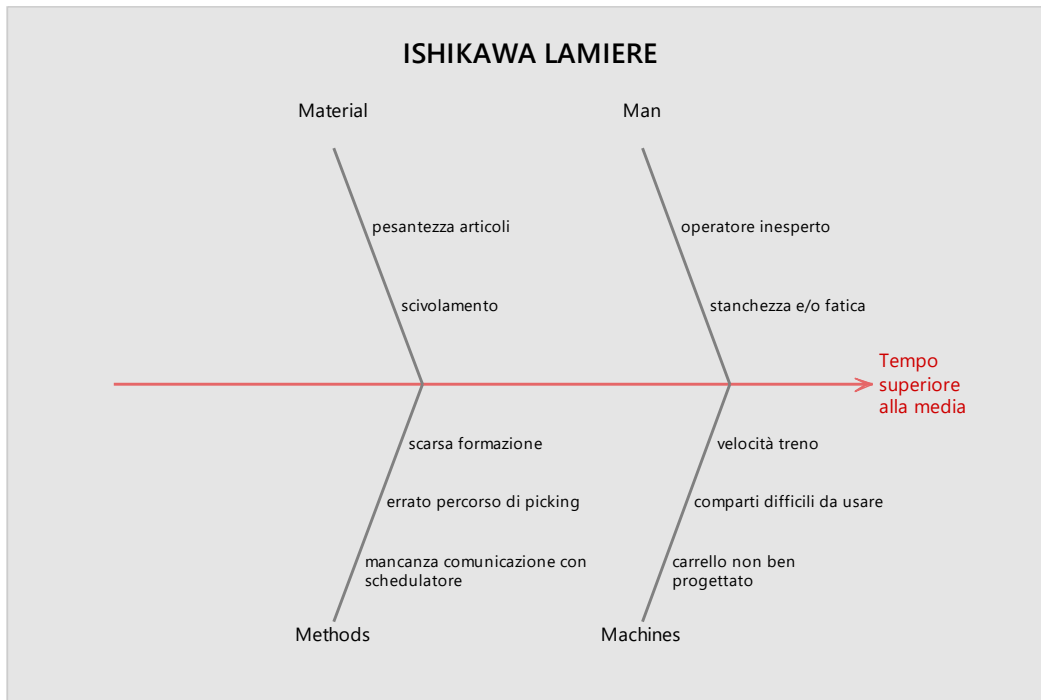 ISHIKAWA LAMIERE
Material
Man
pesantezza articoli
operatore inesperto
scivolamento
stanchezza e/o fatica
Tempo
superiore
alla media
scarsa formazione
velocità treno
errato percorso di picking
comparti difficili da usare
mancanza comunicazione con
schedulatore
carrello non ben
progettato
Methods
Machines